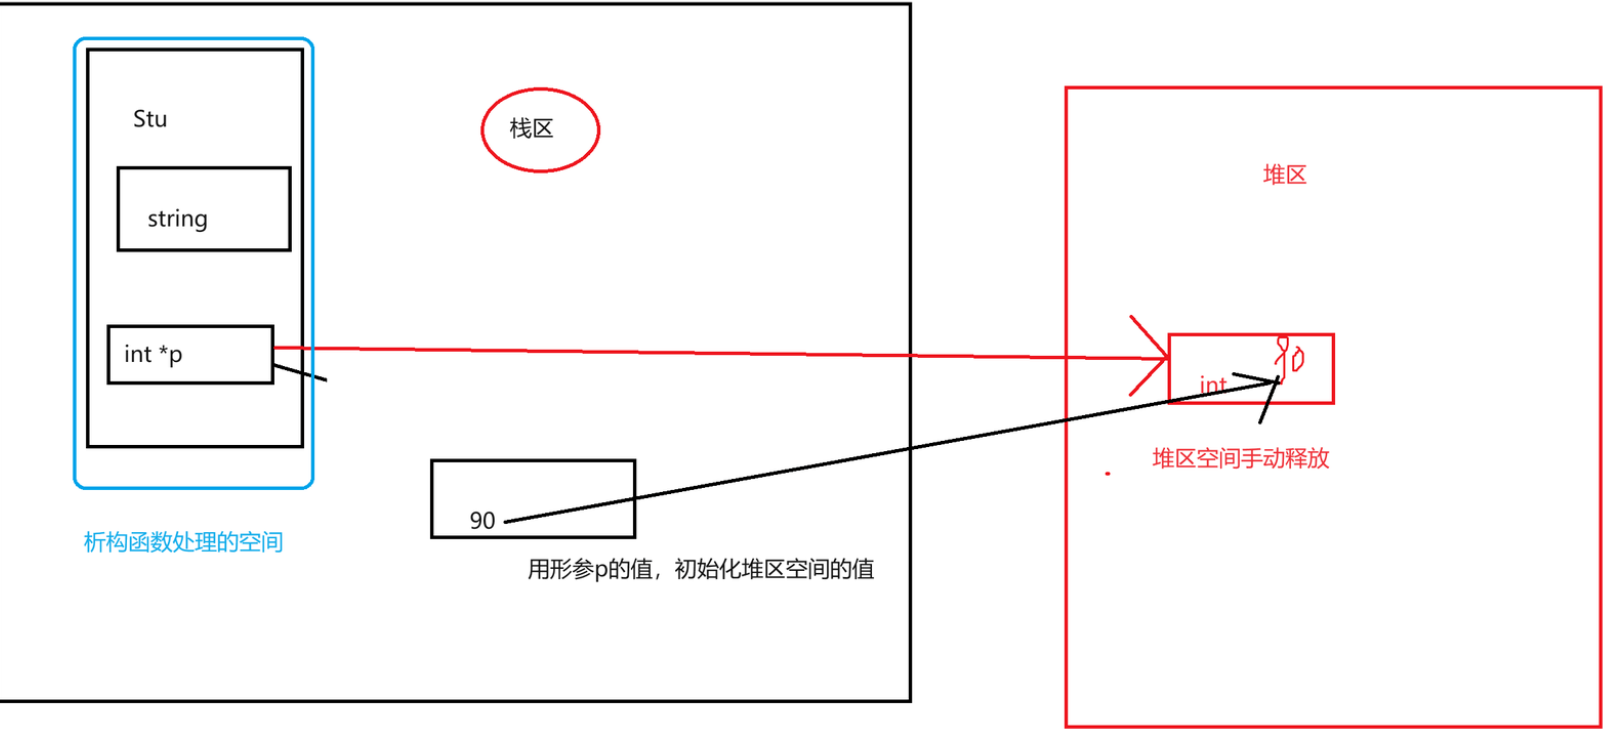 Stu
栈区
string
堆区
int *p
90
int
堆区空间手动释放
90
析构函数处理的空间
用形参p的值，初始化堆区空间的值